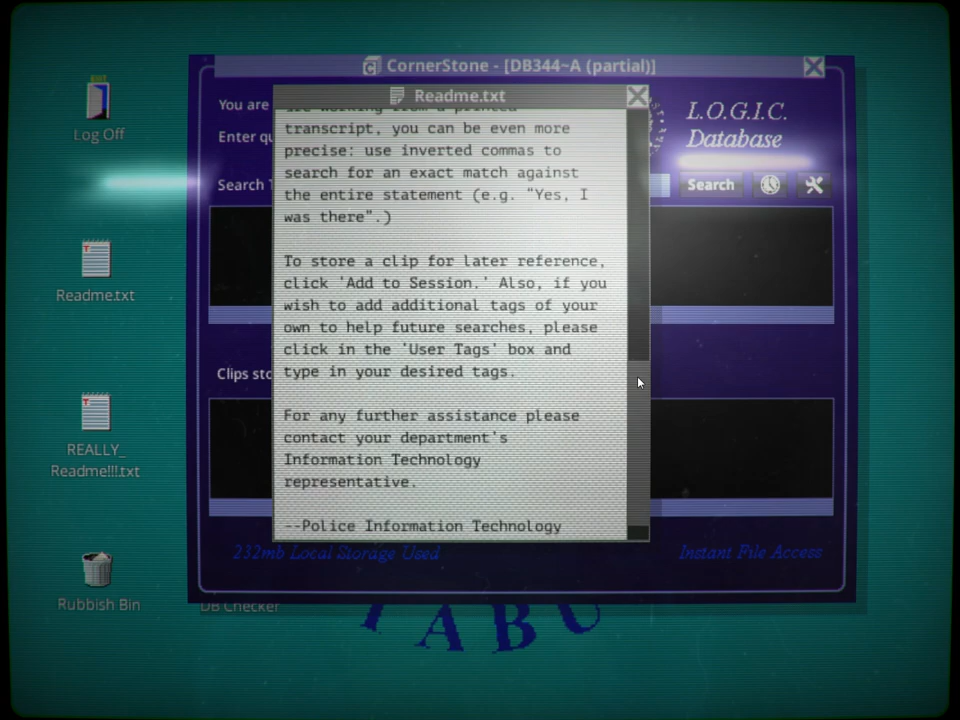 CornerStone - [DB344~A (partial)]
Log Off
Readme.txt
REALLY_
Readme!!!.txt
Rubbish Bin
DB Checker
You are
Enter qu
L.O.G.I.C.
Database
Search T
Search
Clips sto
232mb Local Storage Used
Instant File Access
Readme.txt
are working from a printed
transcript, you can be even more
precise: use inverted commas to
search for an exact match against
the entire statement (e.g. "Yes, I
was there".)
To store a clip for later reference,
click 'Add to Session.' Also, if you
wish to add additional tags of your
own to help future searches, please
click in the 'User Tags' box and
type in your desired tags.
For any further assistance please
contact your department's
Information Technology
representative.
--Police Information Technology
TABU